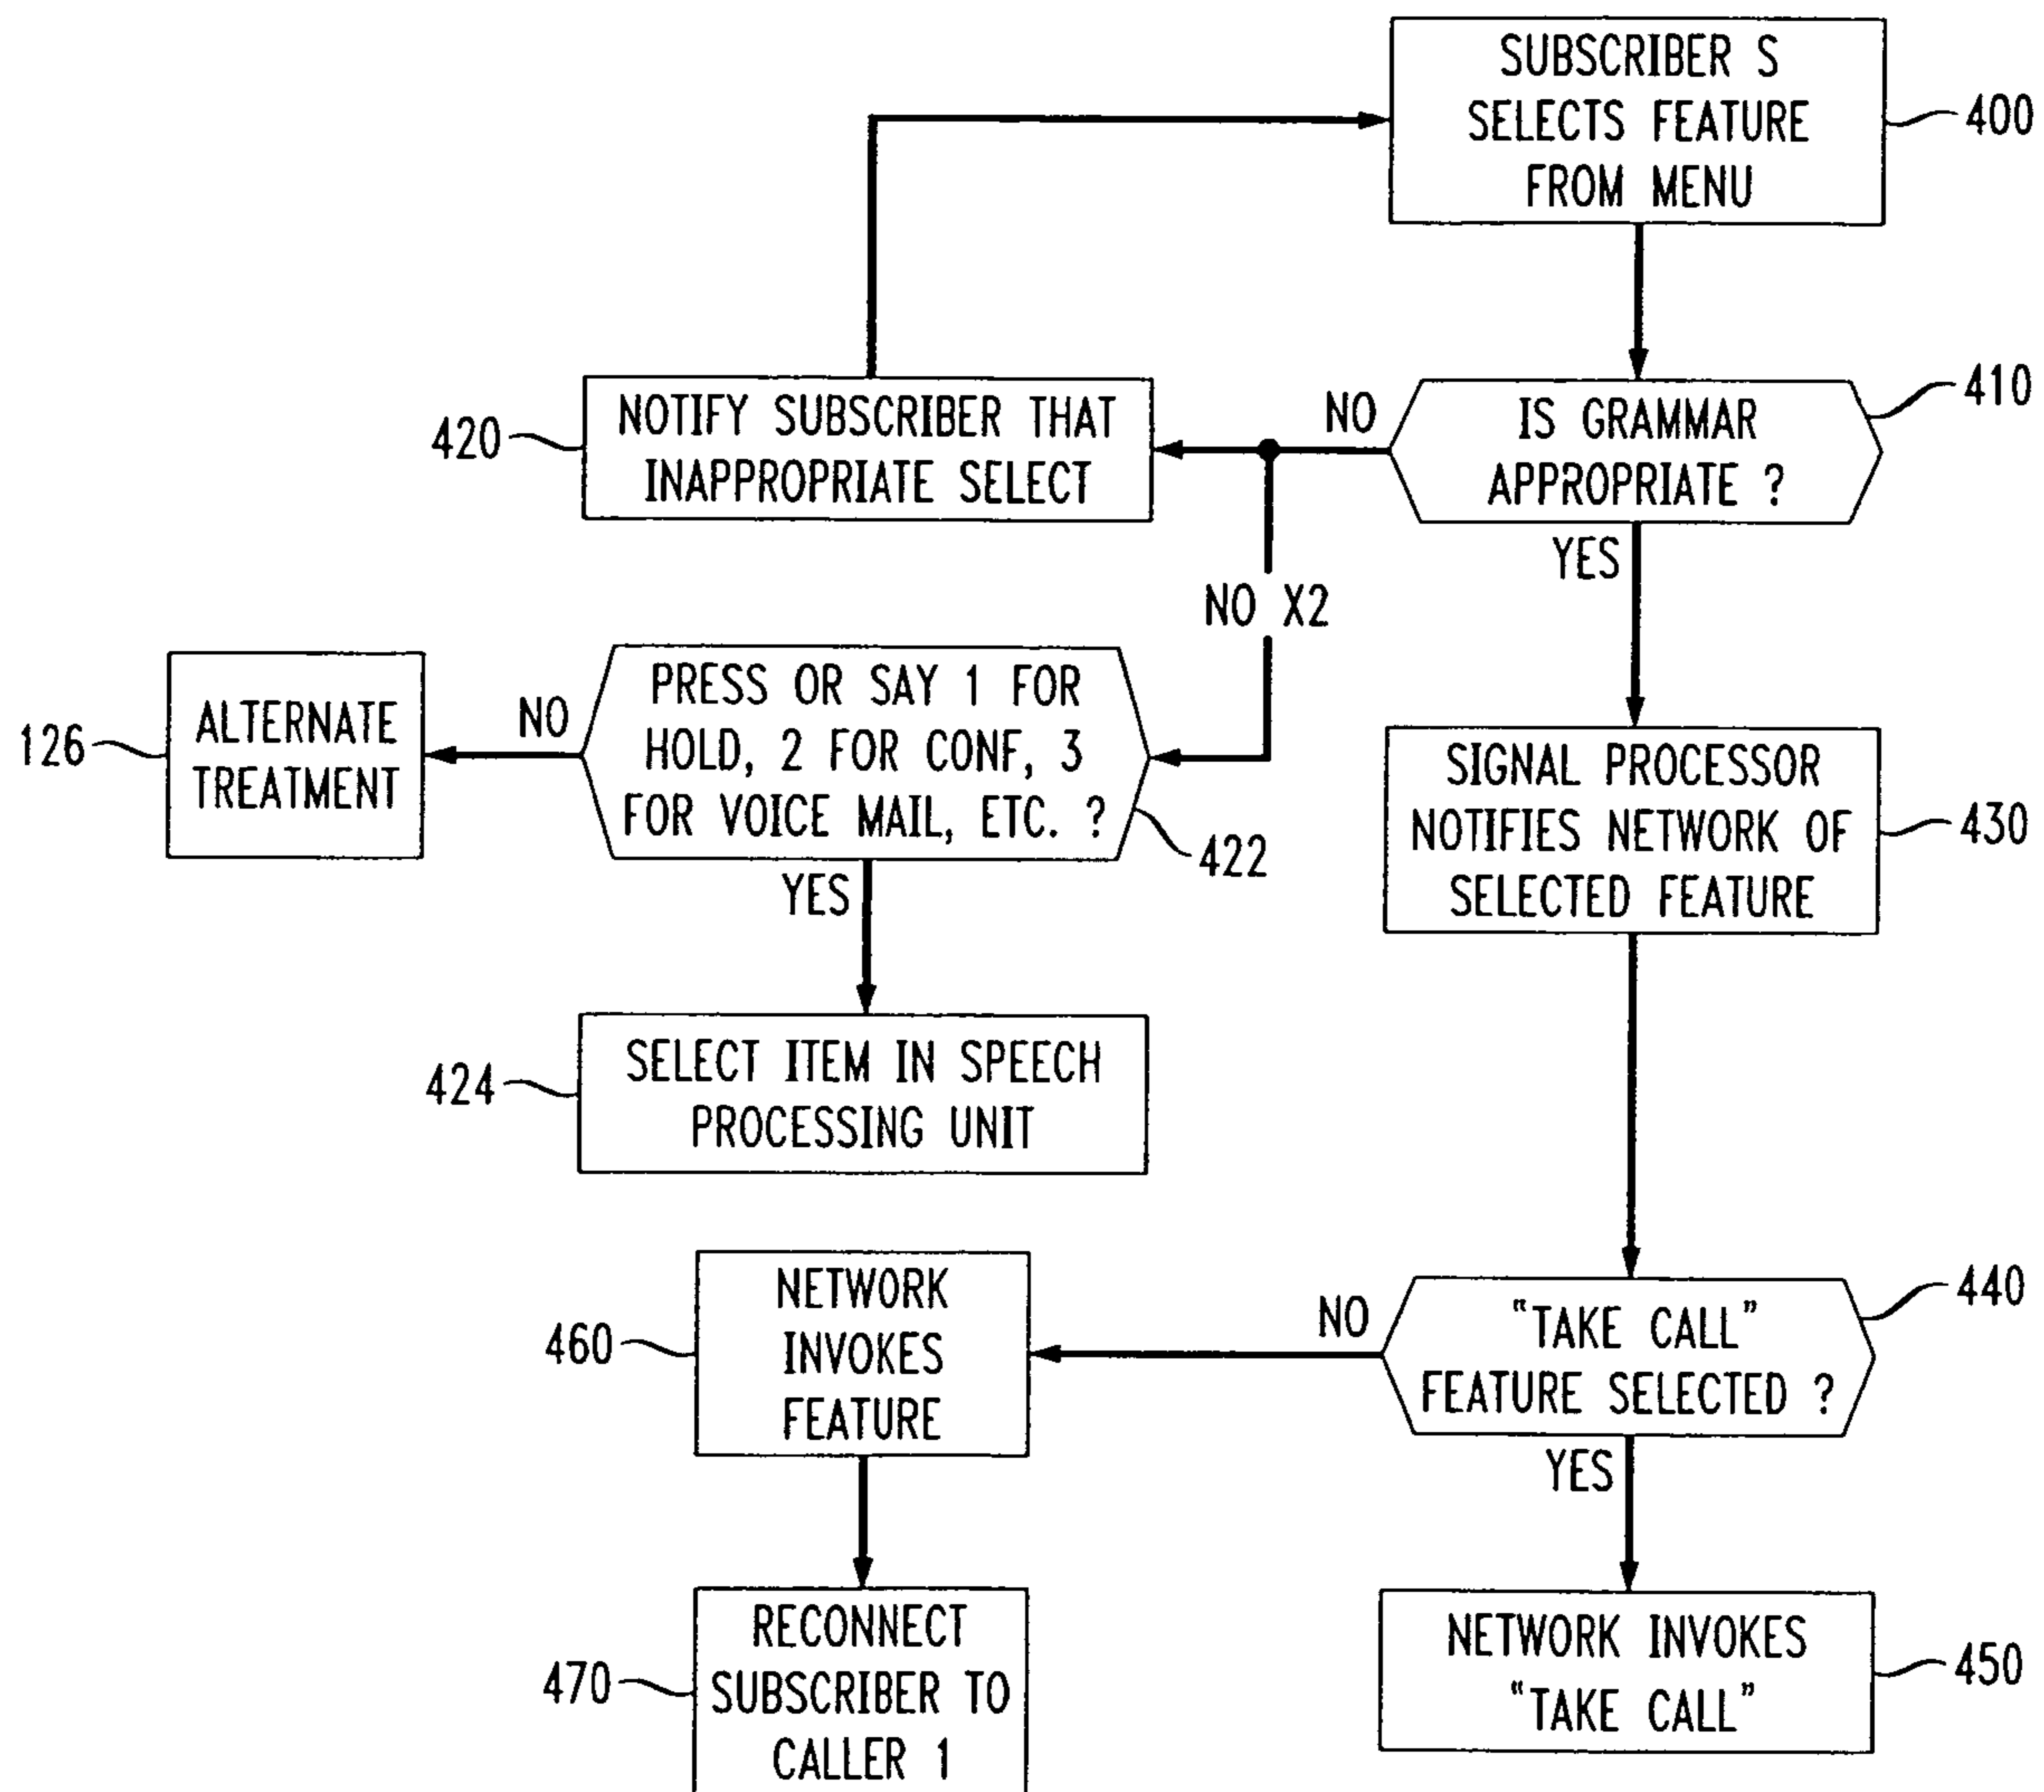 SUBSCRIBER S
SELECTS FEATURE
FROM MENU
400
IS GRAMMAR
APPROPRIATE ?
410
NO
YES
NOTIFY SUBSCRIBER THAT
INAPPROPRIATE SELECT
420
NO X2
PRESS OR SAY 1 FOR
HOLD, 2 FOR CONF, 3
FOR VOICE MAIL, ETC. ?
422
NO
YES
ALTERNATE
TREATMENT
126
SELECT ITEM IN SPEECH
PROCESSING UNIT
424
SIGNAL PROCESSOR
NOTIFIES NETWORK OF
SELECTED FEATURE
430
"TAKE CALL"
FEATURE SELECTED ?
440
NO
YES
NETWORK
INVOKES
FEATURE
460
RECONNECT
SUBSCRIBER TO
CALLER 1
470
NETWORK INVOKES
"TAKE CALL"
450